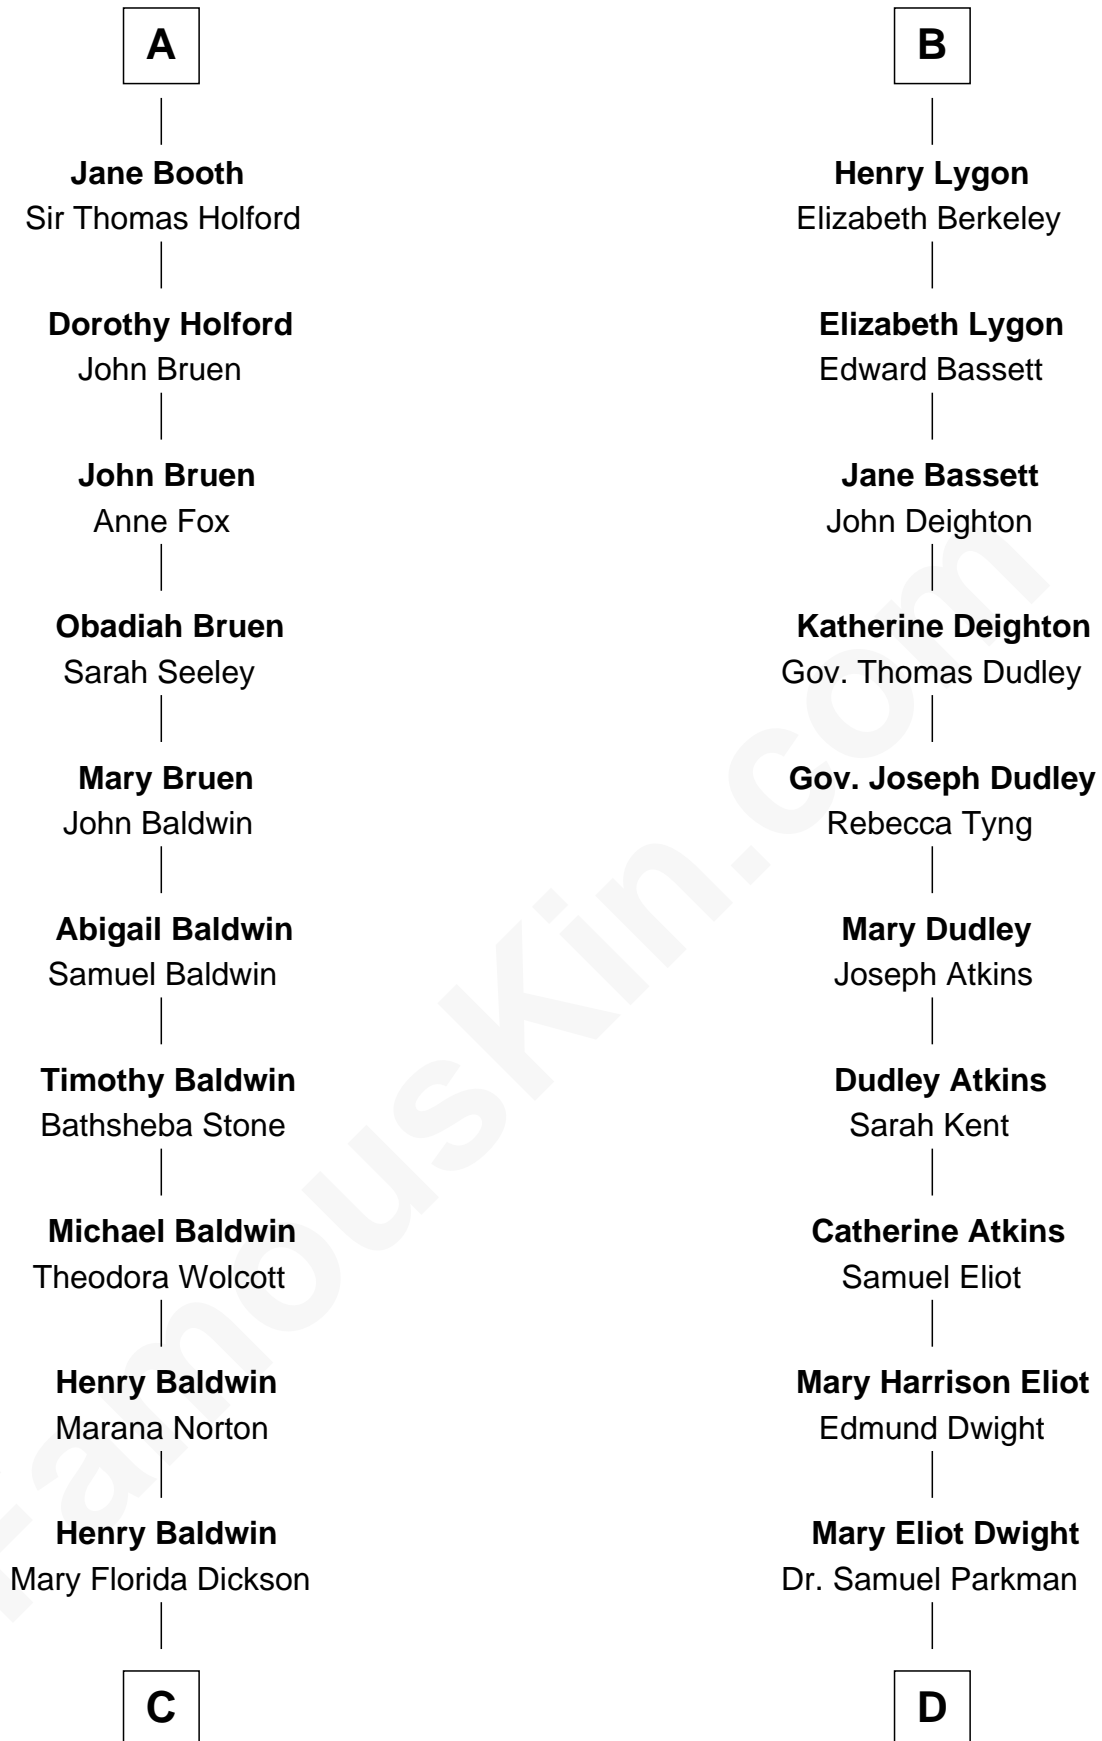 A
Jane Booth
Sir Thomas Holford
Dorothy Holford
John Bruen
John Bruen
Anne Fox
Obadiah Bruen
Sarah Seeley
Mary Bruen
John Baldwin
Abigail Baldwin
Samuel Baldwin
Timothy Baldwin
Bathsheba Stone
Michael Baldwin
Theodora Wolcott
Henry Baldwin
Marana Norton
Henry Baldwin
Mary Florida Dickson
C
B
Henry Lygon
Elizabeth Berkeley
Elizabeth Lygon
Edward Bassett
Jane Bassett
John Deighton
Katherine Deighton
Gov. Thomas Dudley
Gov. Joseph Dudley
Rebecca Tyng
Mary Dudley
Joseph Atkins
Dudley Atkins
Sarah Kent
Catherine Atkins
Samuel Eliot
Mary Harrison Eliot
Edmund Dwight
Mary Eliot Dwight
Dr. Samuel Parkman
D
FamousKin.com